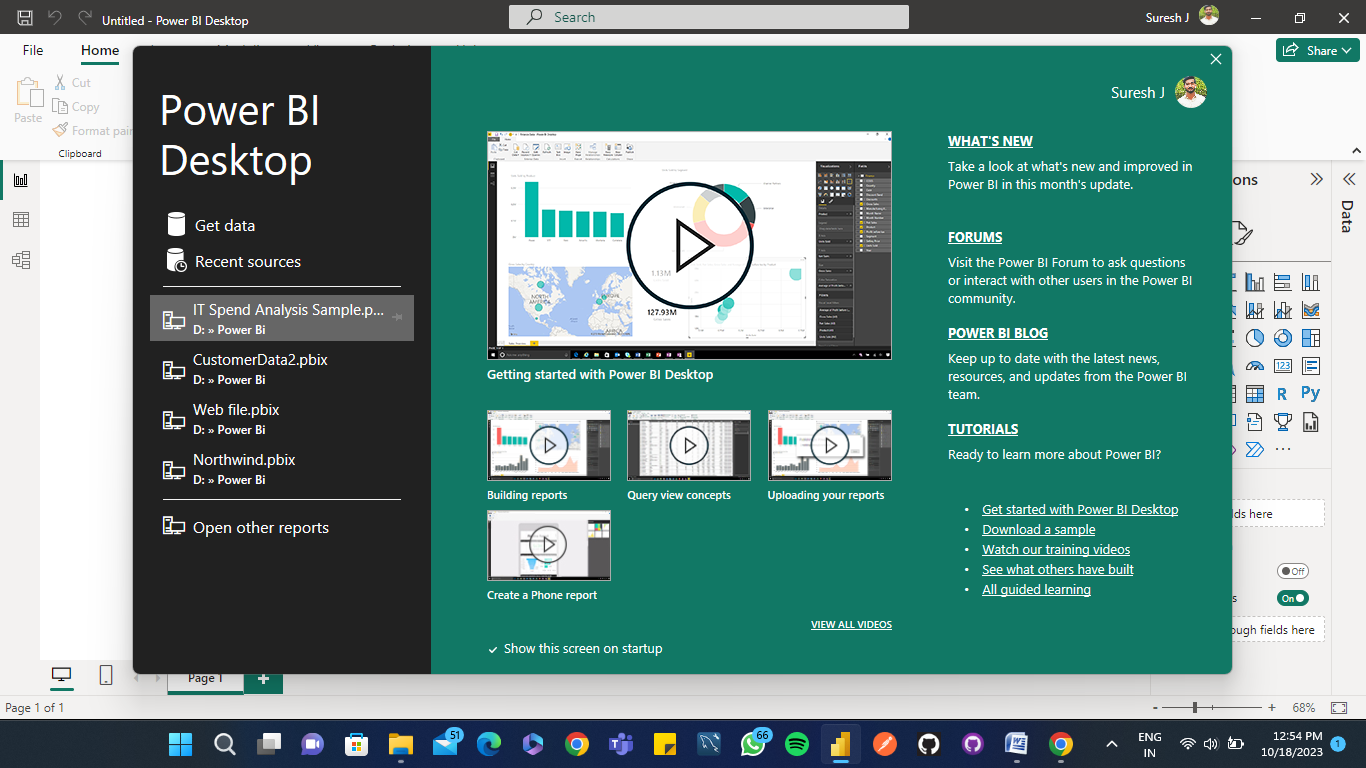 Untitled - Power BI Desktop
Search
Suresh J
File
Home
Share
Paste
Cut
Copy
Format pain
Clipboard
Power BI
Desktop
Get data
Recent sources
IT Spend Analysis Sample.p...
D: » Power Bi
CustomerData2.pbix
D: » Power Bi
Web file.pbix
D: » Power Bi
Northwind.pbix
D: » Power Bi
Open other reports
Suresh J
NORTH
AMERICA
EUROPE
AFRICA
1.13M
127.93M
Getting started with Power BI Desktop
Building reports
Query view concepts
Uploading your reports
Create a Phone report
VIEW ALL VIDEOS
Show this screen on startup
WHAT'S NEW
Take a look at what's new and improved in
Power BI in this month's update.
FORUMS
Visit the Power BI Forum to ask questions
or interact with other users in the Power BI
community.
POWER BI BLOG
Keep up to date with the latest news,
resources, and updates from the Power BI
team.
TUTORIALS
Ready to learn more about Power BI?
• Get started with Power BI Desktop
• Download a sample
• Watch our training videos
• See what others have built
• All guided learning
ons
Data
123
R
Py
...
lds here
Off
s
On
ough fields here
Page 1
+
Page 1 of 1
- + 68%
51
66
ENG
IN
12:54 PM
10/18/2023
1